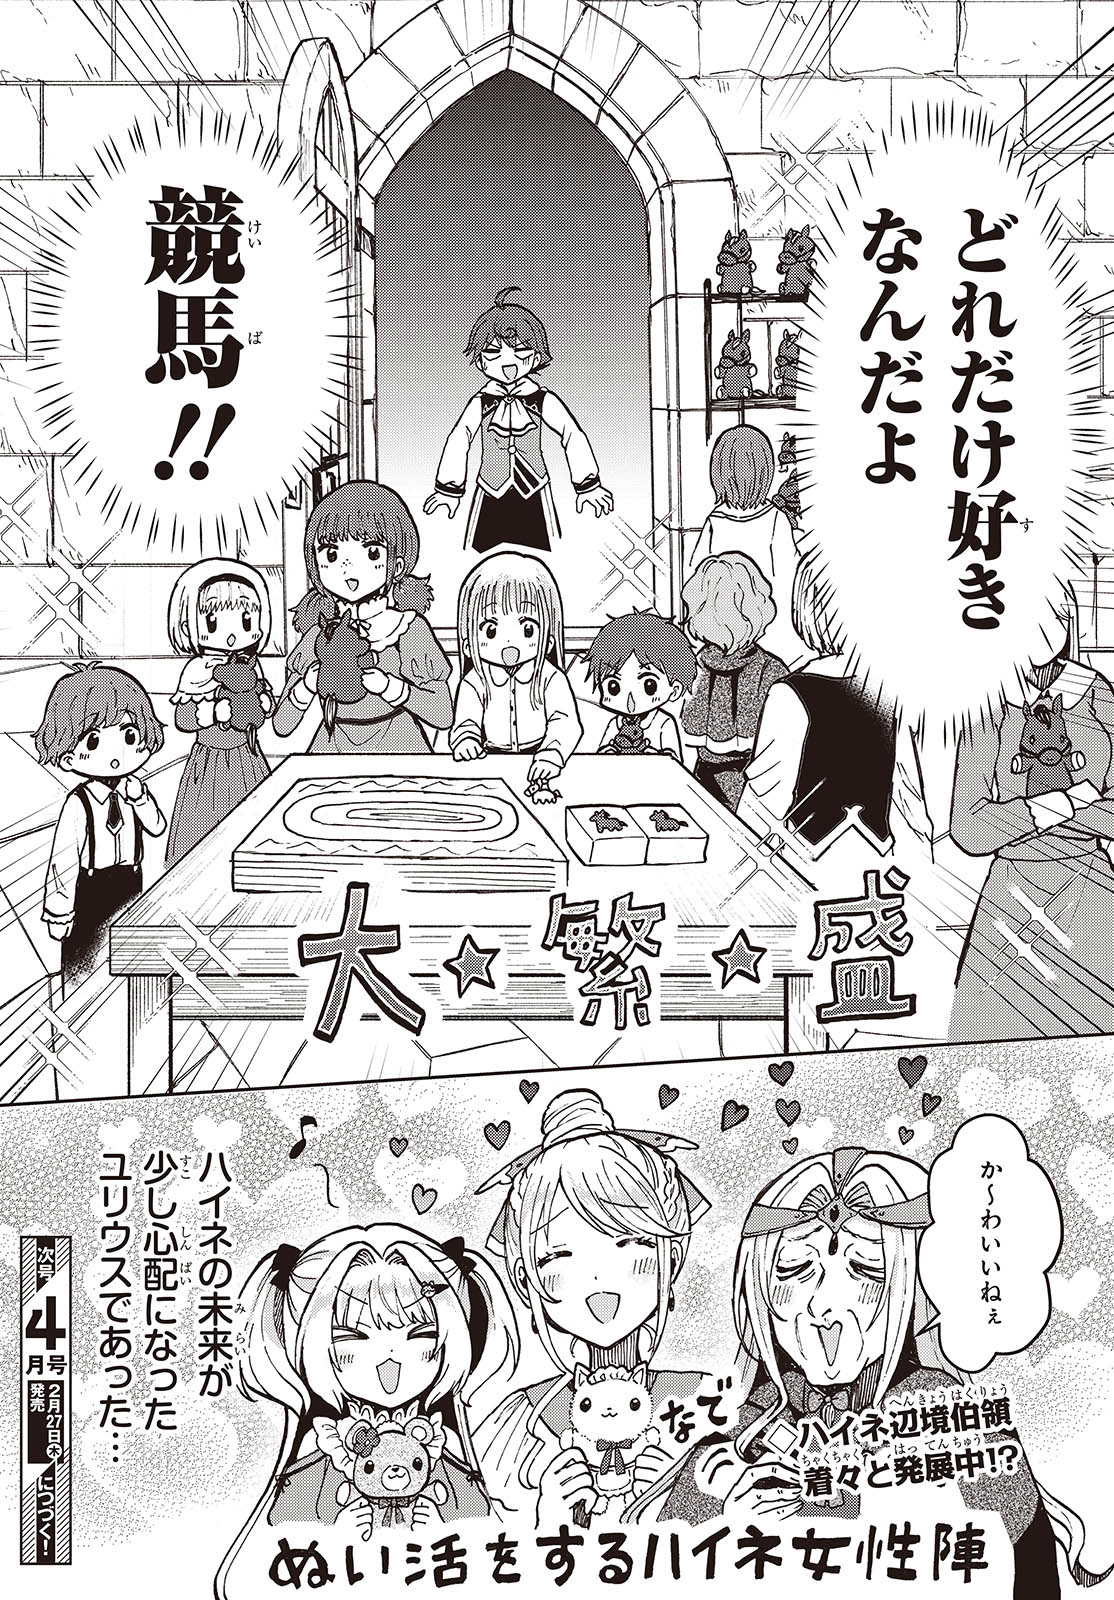 どれだけ好き
なんだよ
競馬!!
大☆繁☆盛
か〜わいいねぇ
なで
ハイネ辺境伯領
着々と発展中!?
ぬい活をするハイネ女性陣
ハイネの未来が
少し心配になった
ユリウスであった…
次号4月号2月27日(木)発売につづく!